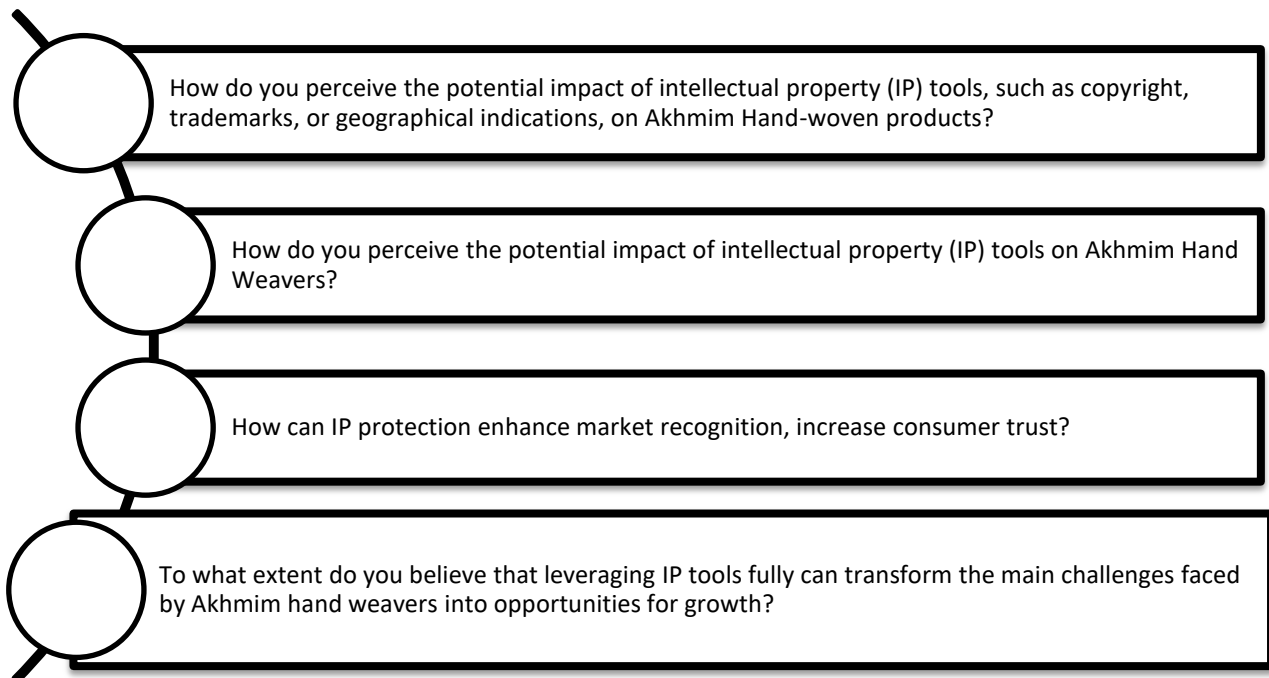 How do you perceive the potential impact of intellectual property (IP) tools, such as copyright,
trademarks, or geographical indications, on Akhmim Hand-woven products?
How do you perceive the potential impact of intellectual property (IP) tools on Akhmim Hand
Weavers?
How can IP protection enhance market recognition, increase consumer trust?
To what extent do you believe that leveraging IP tools fully can transform the main challenges faced
by Akhmim hand weavers into opportunities for growth?